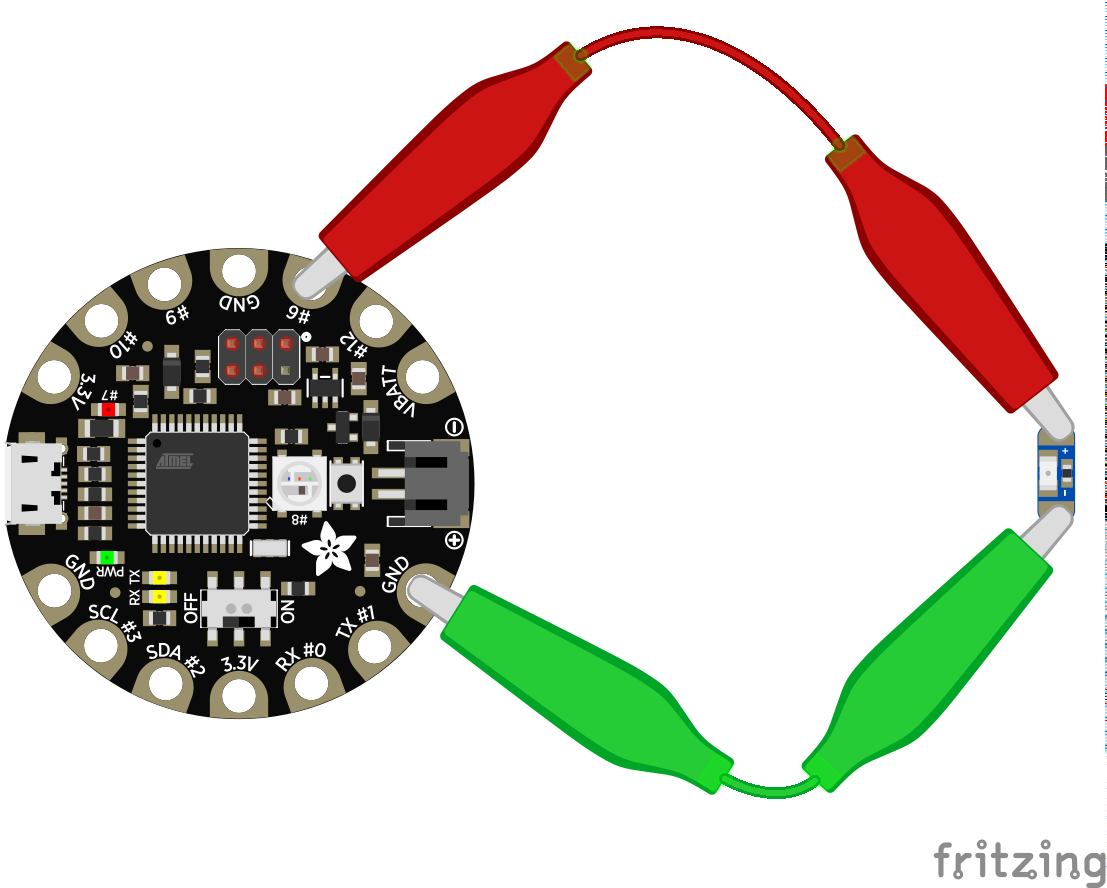 GND
#9
#6
#10
#12
3.3V
VBATT
#7
-
+
-
ATMEL
#8
+
GND
PWR
GND
TX
RX
OFF
ON
SCL #3
TX #1
SDA #2
3.3V
RX #0
fritzing